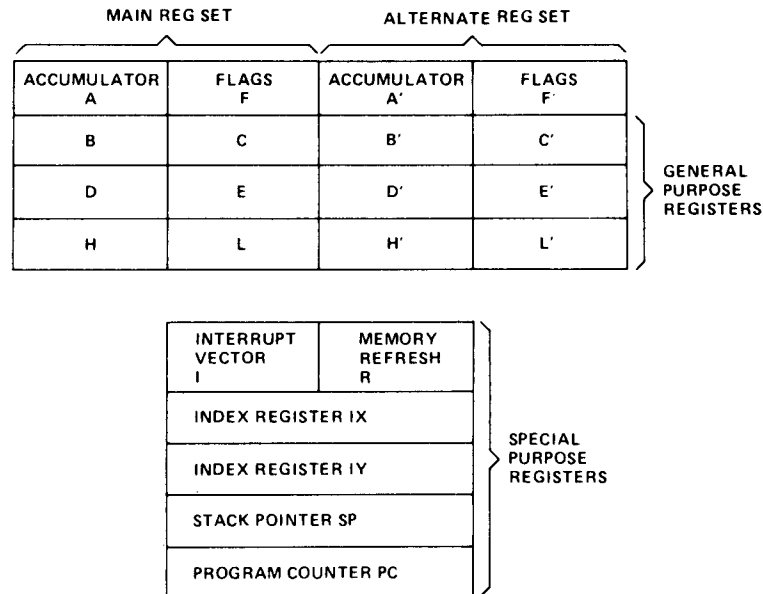 MAIN REG SET ALTERNATE REG SET
ACCUMULATOR FLAGS ACCUMULATOR FLAGS
A F A' F'
B C B' C'
D E D' E'
H L H' L'
GENERAL
PURPOSE
REGISTERS
INTERRUPT MEMORY
VECTOR REFRESH
I R
INDEX REGISTER IX
INDEX REGISTER IY
STACK POINTER SP
PROGRAM COUNTER PC
SPECIAL
PURPOSE
REGISTERS